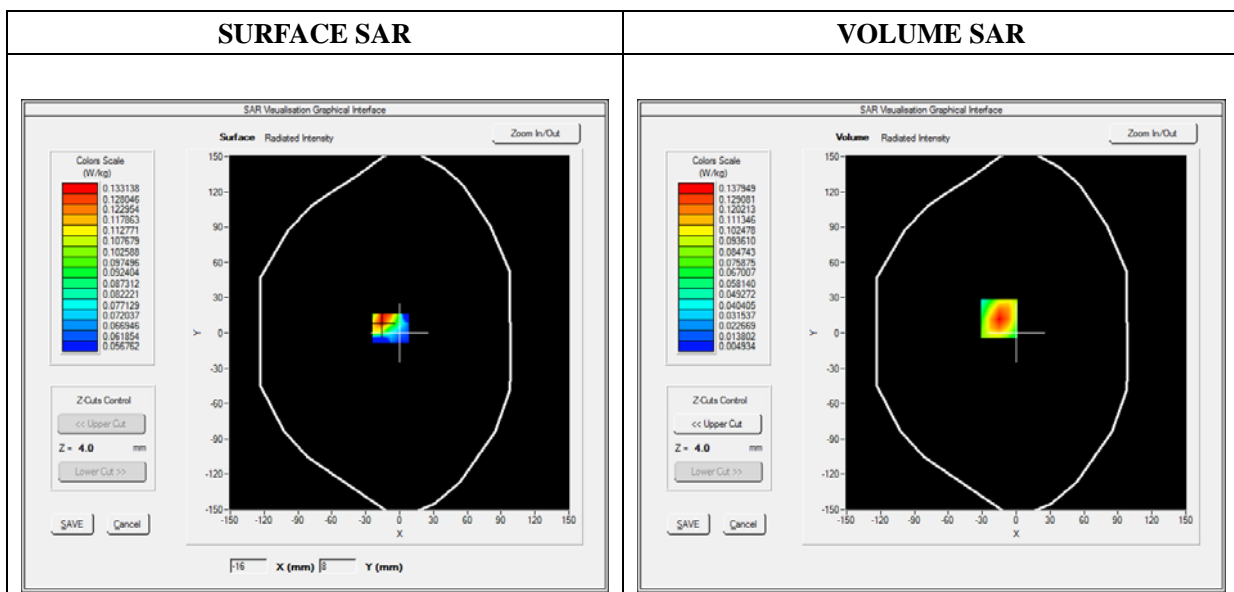 SURFACE SAR
VOLUME SAR
SAR Visualisation Graphical Interface
Surface Radiated Intensity
Zoom In/Out
Colors Scale
(W/kg)
0.133138
0.128046
0.122954
0.117863
0.112771
0.107679
0.102588
0.097496
0.092404
0.087312
0.082221
0.077129
0.072037
0.066946
0.061854
0.056762
Z-Cuts Control
<< Upper Cut
Z = 4.0 mm
Lower Cut >>
SAVE Cancel
150-
120-
90-
60-
30-
0-
-30-
-60-
-90-
-120-
-150-
Y
-150 -120 -90 -60 -30 0 30 60 90 120 150
X
-16 X (mm) 8 Y (mm)
SAR Visualisation Graphical Interface
Volume Radiated Intensity
Zoom In/Out
Colors Scale
(W/kg)
0.137949
0.129081
0.120213
0.111346
0.102478
0.093610
0.084743
0.075875
0.067007
0.058140
0.049272
0.040405
0.031537
0.022669
0.013802
0.004934
Z-Cuts Control
<< Upper Cut
Z = 4.0 mm
Lower Cut >>
SAVE Cancel
150-
120-
90-
60-
30-
0-
-30-
-60-
-90-
-120-
-150-
Y
-150 -120 -90 -60 -30 0 30 60 90 120 150
X